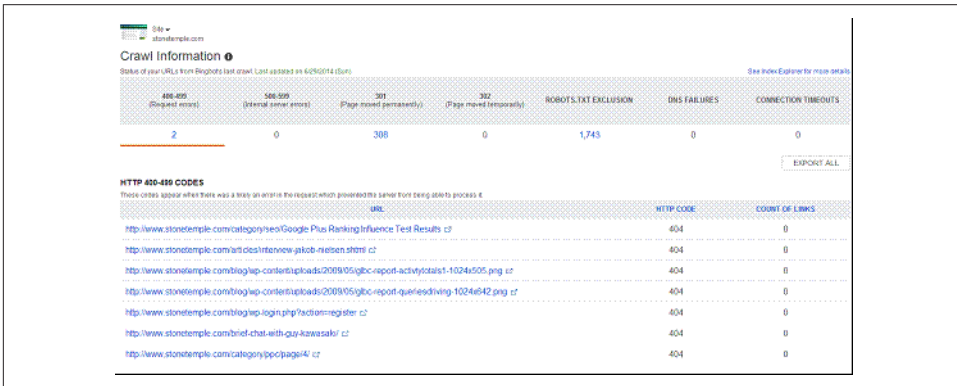 Site
stonetemple.com
Crawl Information
Status of your URLs from Bingbot's last crawl. Last updated on 6/29/2014 (Sun).
See Index Explorer for more details
400-499
(Request errors)
500-599
(Internal server errors)
301
(Page moved permanently)
302
(Page moved temporarily)
ROBOTS.TXT EXCLUSION
DNS FAILURES
CONNECTION TIMEOUTS
2 0 308 0 1,743 0 0
EXPORT ALL
HTTP 400-499 CODES
These codes appear when there was a likely an error in the request which prevented the server from being able to process it.
URL HTTP CODE COUNT OF LINKS
http://www.stonetemple.com/category/seo/Google Plus Ranking Influence Test Results 404 0
http://www.stonetemple.com/articles/interview-jakob-nielsen.shtml 404 0
http://www.stonetemple.com/blog/wp-content/uploads/2009/05/glbc-report-activtytotals1-1024x505.png 404 0
http://www.stonetemple.com/blog/wp-content/uploads/2009/05/glbc-report-queriesdriving-1024x642.png 404 0
http://www.stonetemple.com/blog/wp-login.php?action=register 404 0
http://www.stonetemple.com/brief-chat-with-guy-kawasaki/ 404 0
http://www.stonetemple.com/category/ppc/page/4/ 404 0